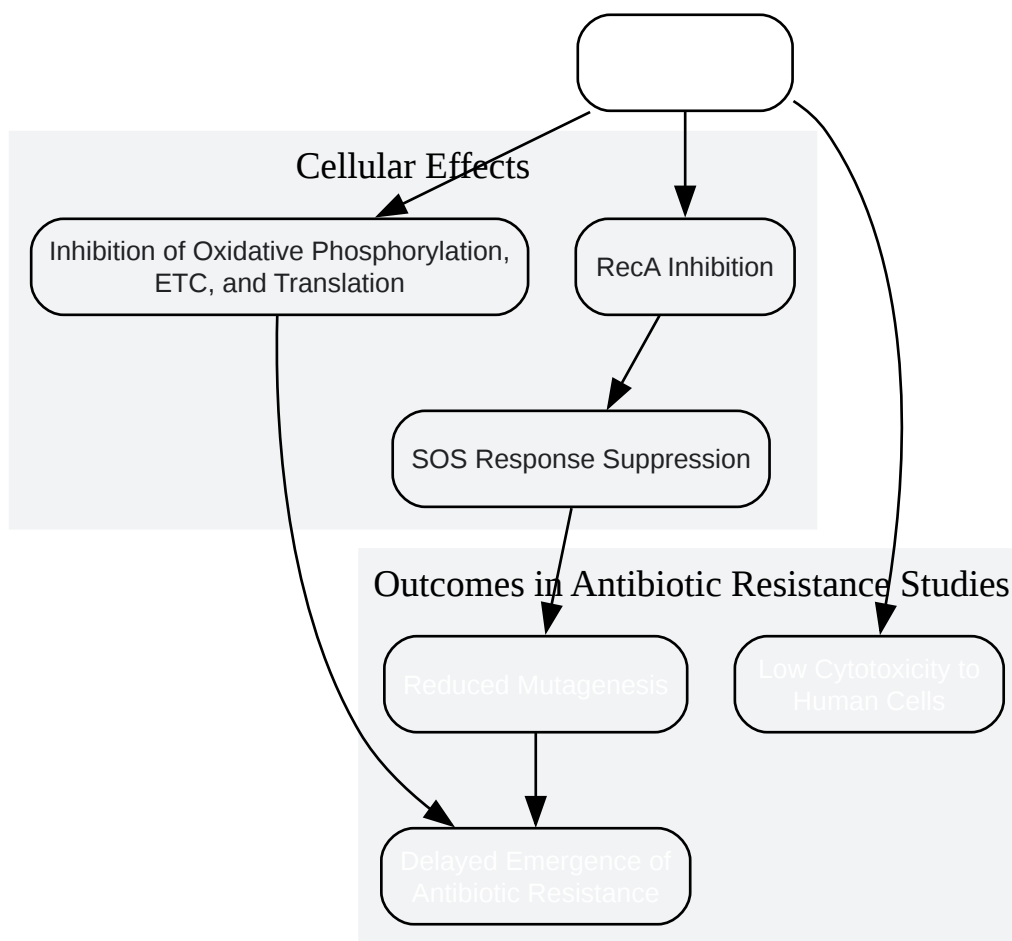 Cellular Effects
Inhibition of Oxidative Phosphorylation,
ETC, and Translation
RecA Inhibition
SOS Response Suppression
Outcomes in Antibiotic Resistance Studies
Reduced Mutagenesis
Low Cytotoxicity to
Human Cells
Delayed Emergence of
Antibiotic Resistance